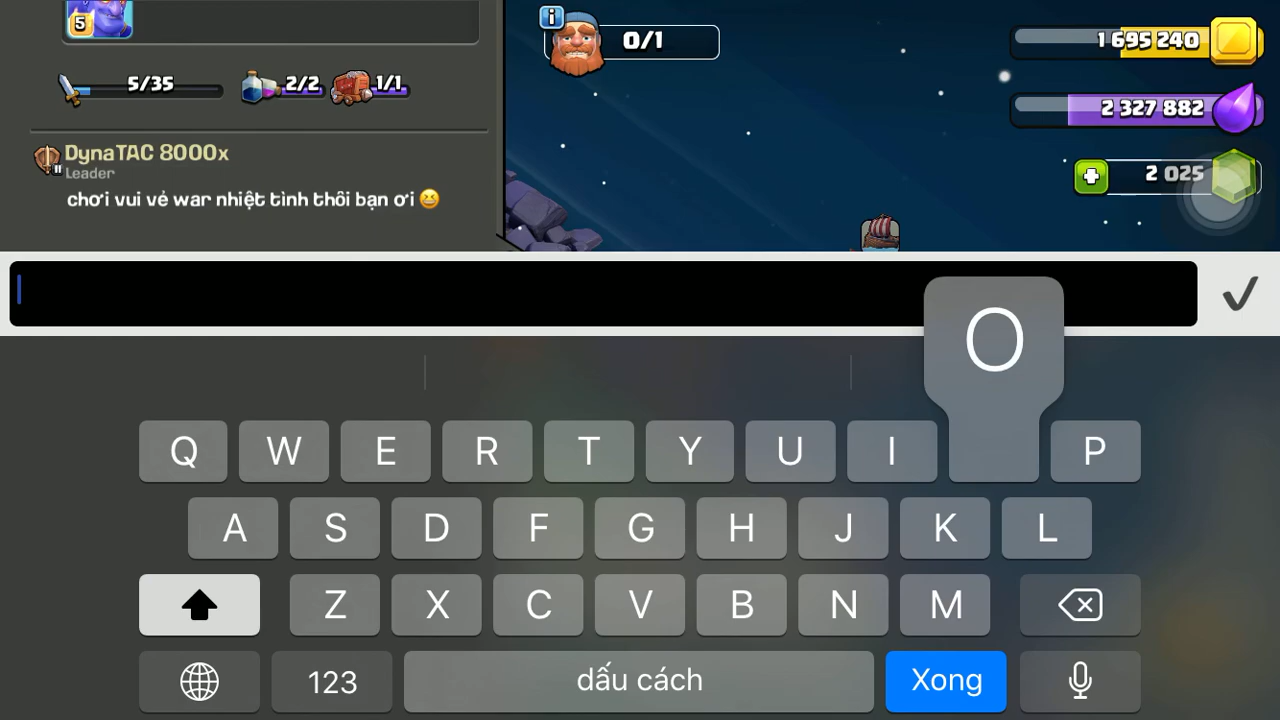 5
0/1
1 695 240
5/35
2/2
1/1
2 327 882
DynaTAC 8000x
Leader
2 025
chơi vui vẻ war nhiệt tình thôi bạn ơi 😆
O
Q W E R T Y U I P
A S D F G H J K L
Z X C V B N M
123 dấu cách Xong